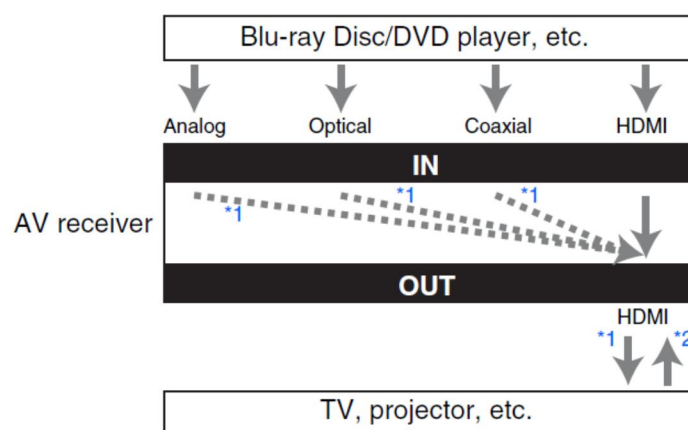 Blu-ray Disc/DVD player, etc.
Analog Optical Coaxial HDMI
IN
*1 *1 *1
AV receiver
OUT
HDMI
*1 *2
TV, projector, etc.